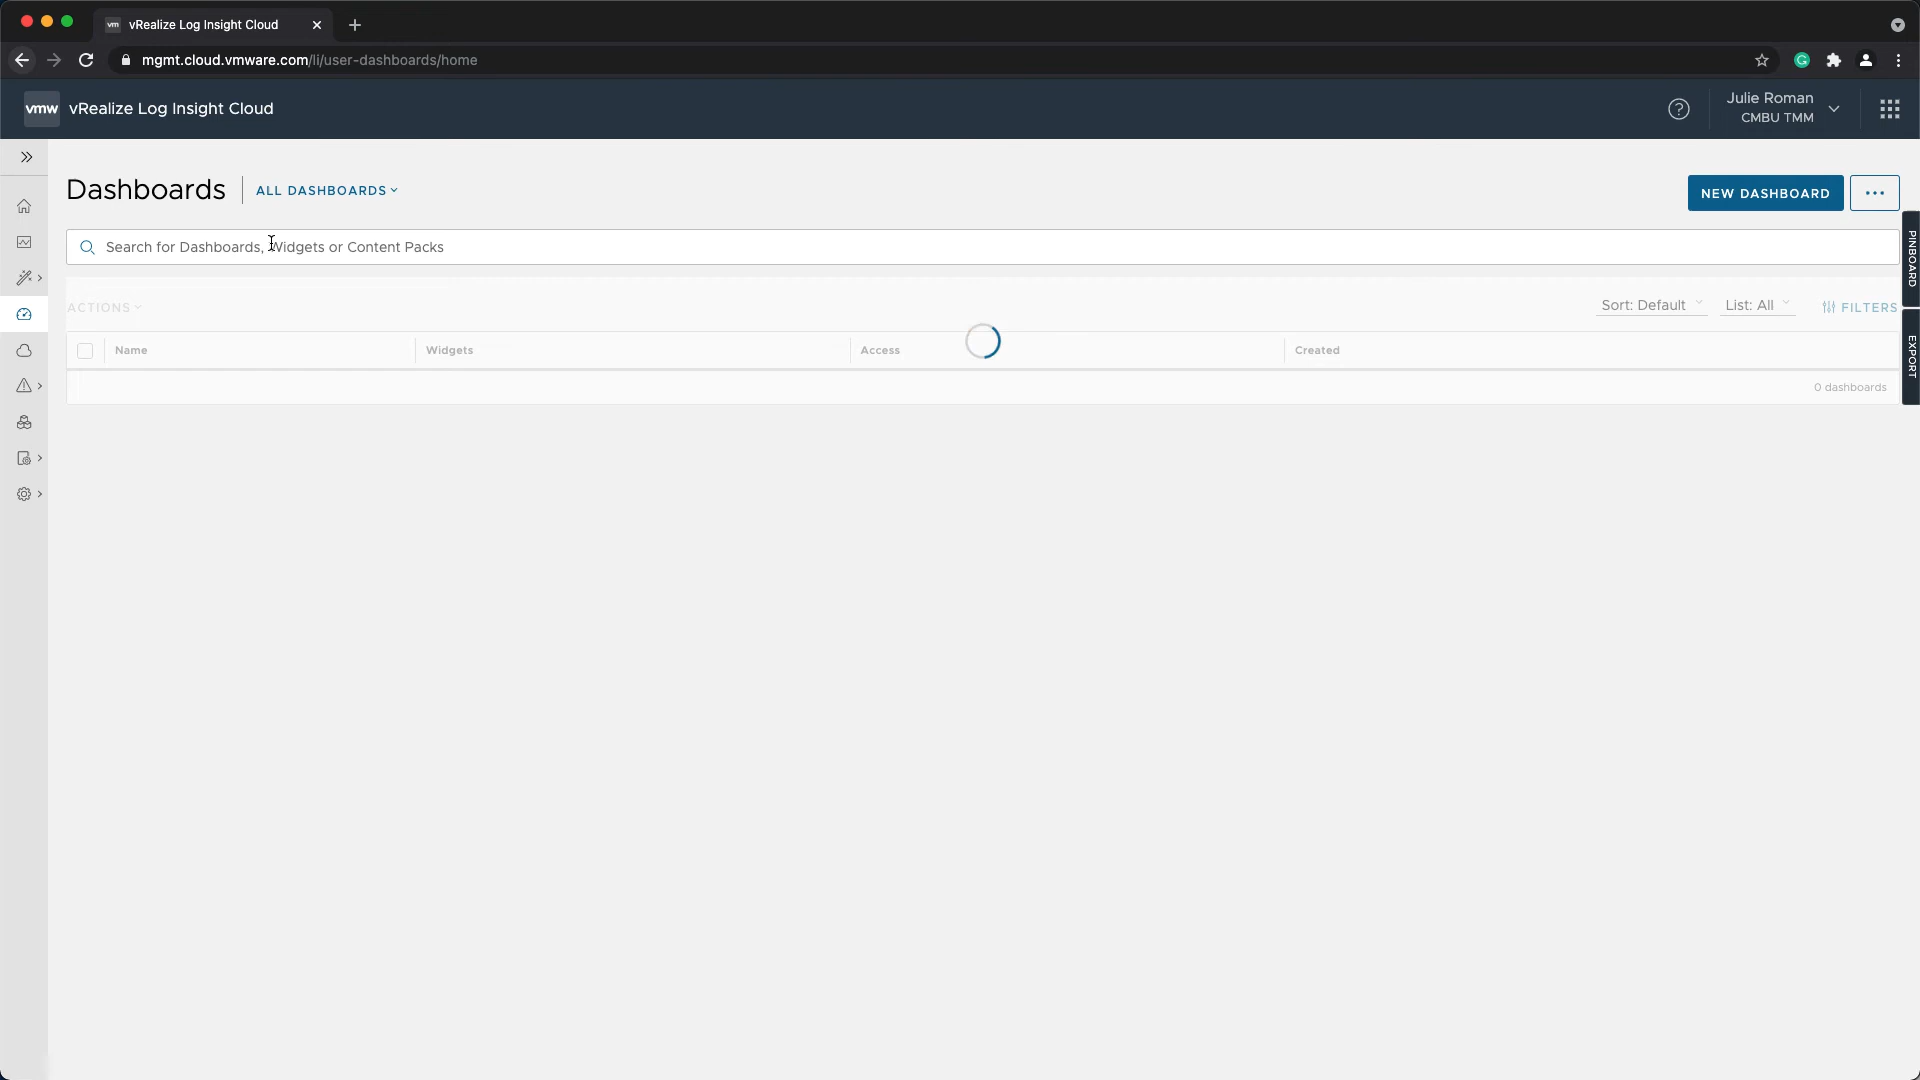 vm vRealize Log Insight Cloud
mgmt.cloud.vmware.com/li/user-dashboards/home
vmw vRealize Log Insight Cloud
Julie Roman
CMBU TMM
Dashboards
ALL DASHBOARDS
NEW DASHBOARD
Search for Dashboards, Widgets or Content Packs
PINBOARD
ACTIONS
Sort: Default
List: All
FILTERS
EXPORT
Name Widgets Access Created
0 dashboards